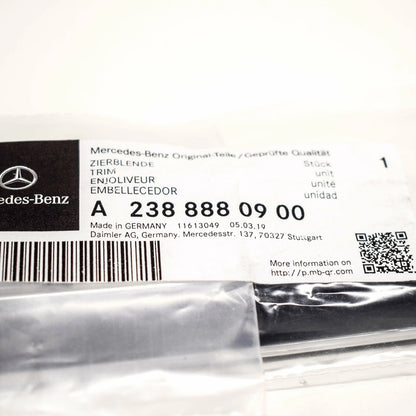 Mercedes-Benz Original-Teile / Geprüfte Qualität
ZIERBLENDE Stück 1
TRIM unit
ENJOLIVEUR unité
EMBELLECEDOR unidad
edes-Benz
A 238 888 09 00
Made in GERMANY 11613049 05.03.19
Daimler AG, Germany. Mercedesstr. 137, 70327 Stuttgart
More information on
http://p.mb-qr.com